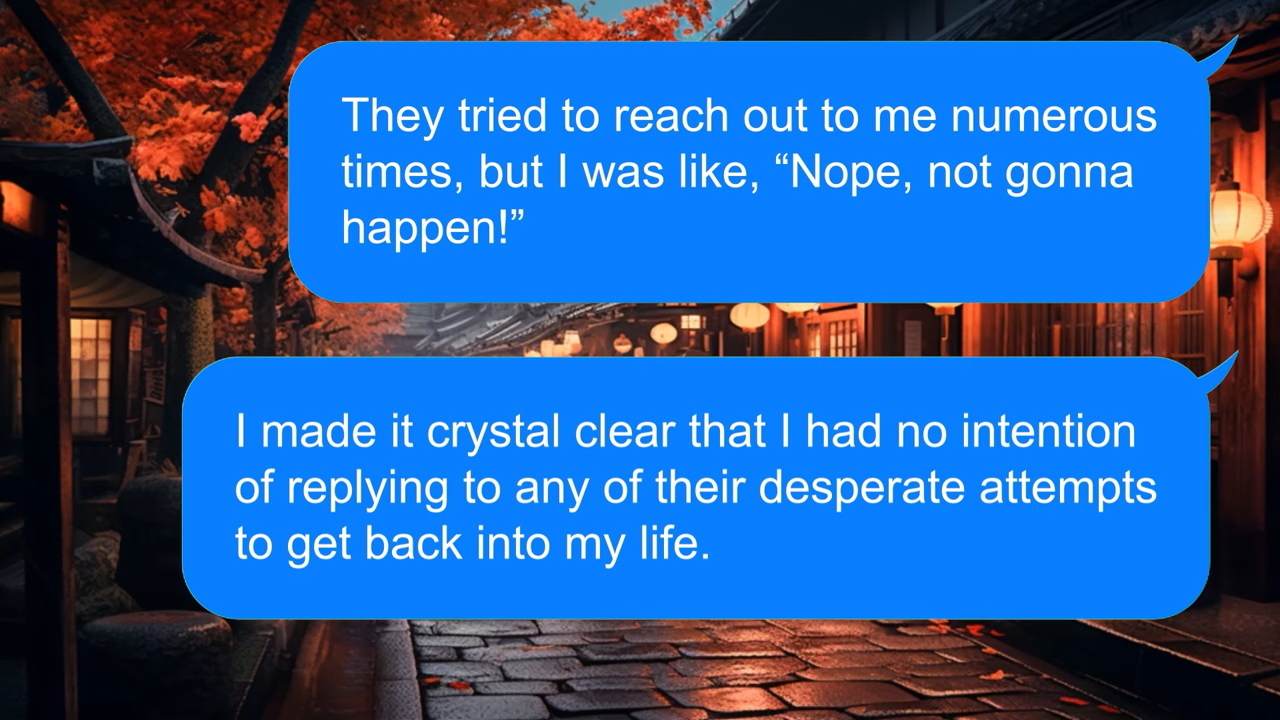 They tried to reach out to me numerous
times, but I was like, “Nope, not gonna
happen!”
I made it crystal clear that I had no intention
of replying to any of their desperate attempts
to get back into my life.